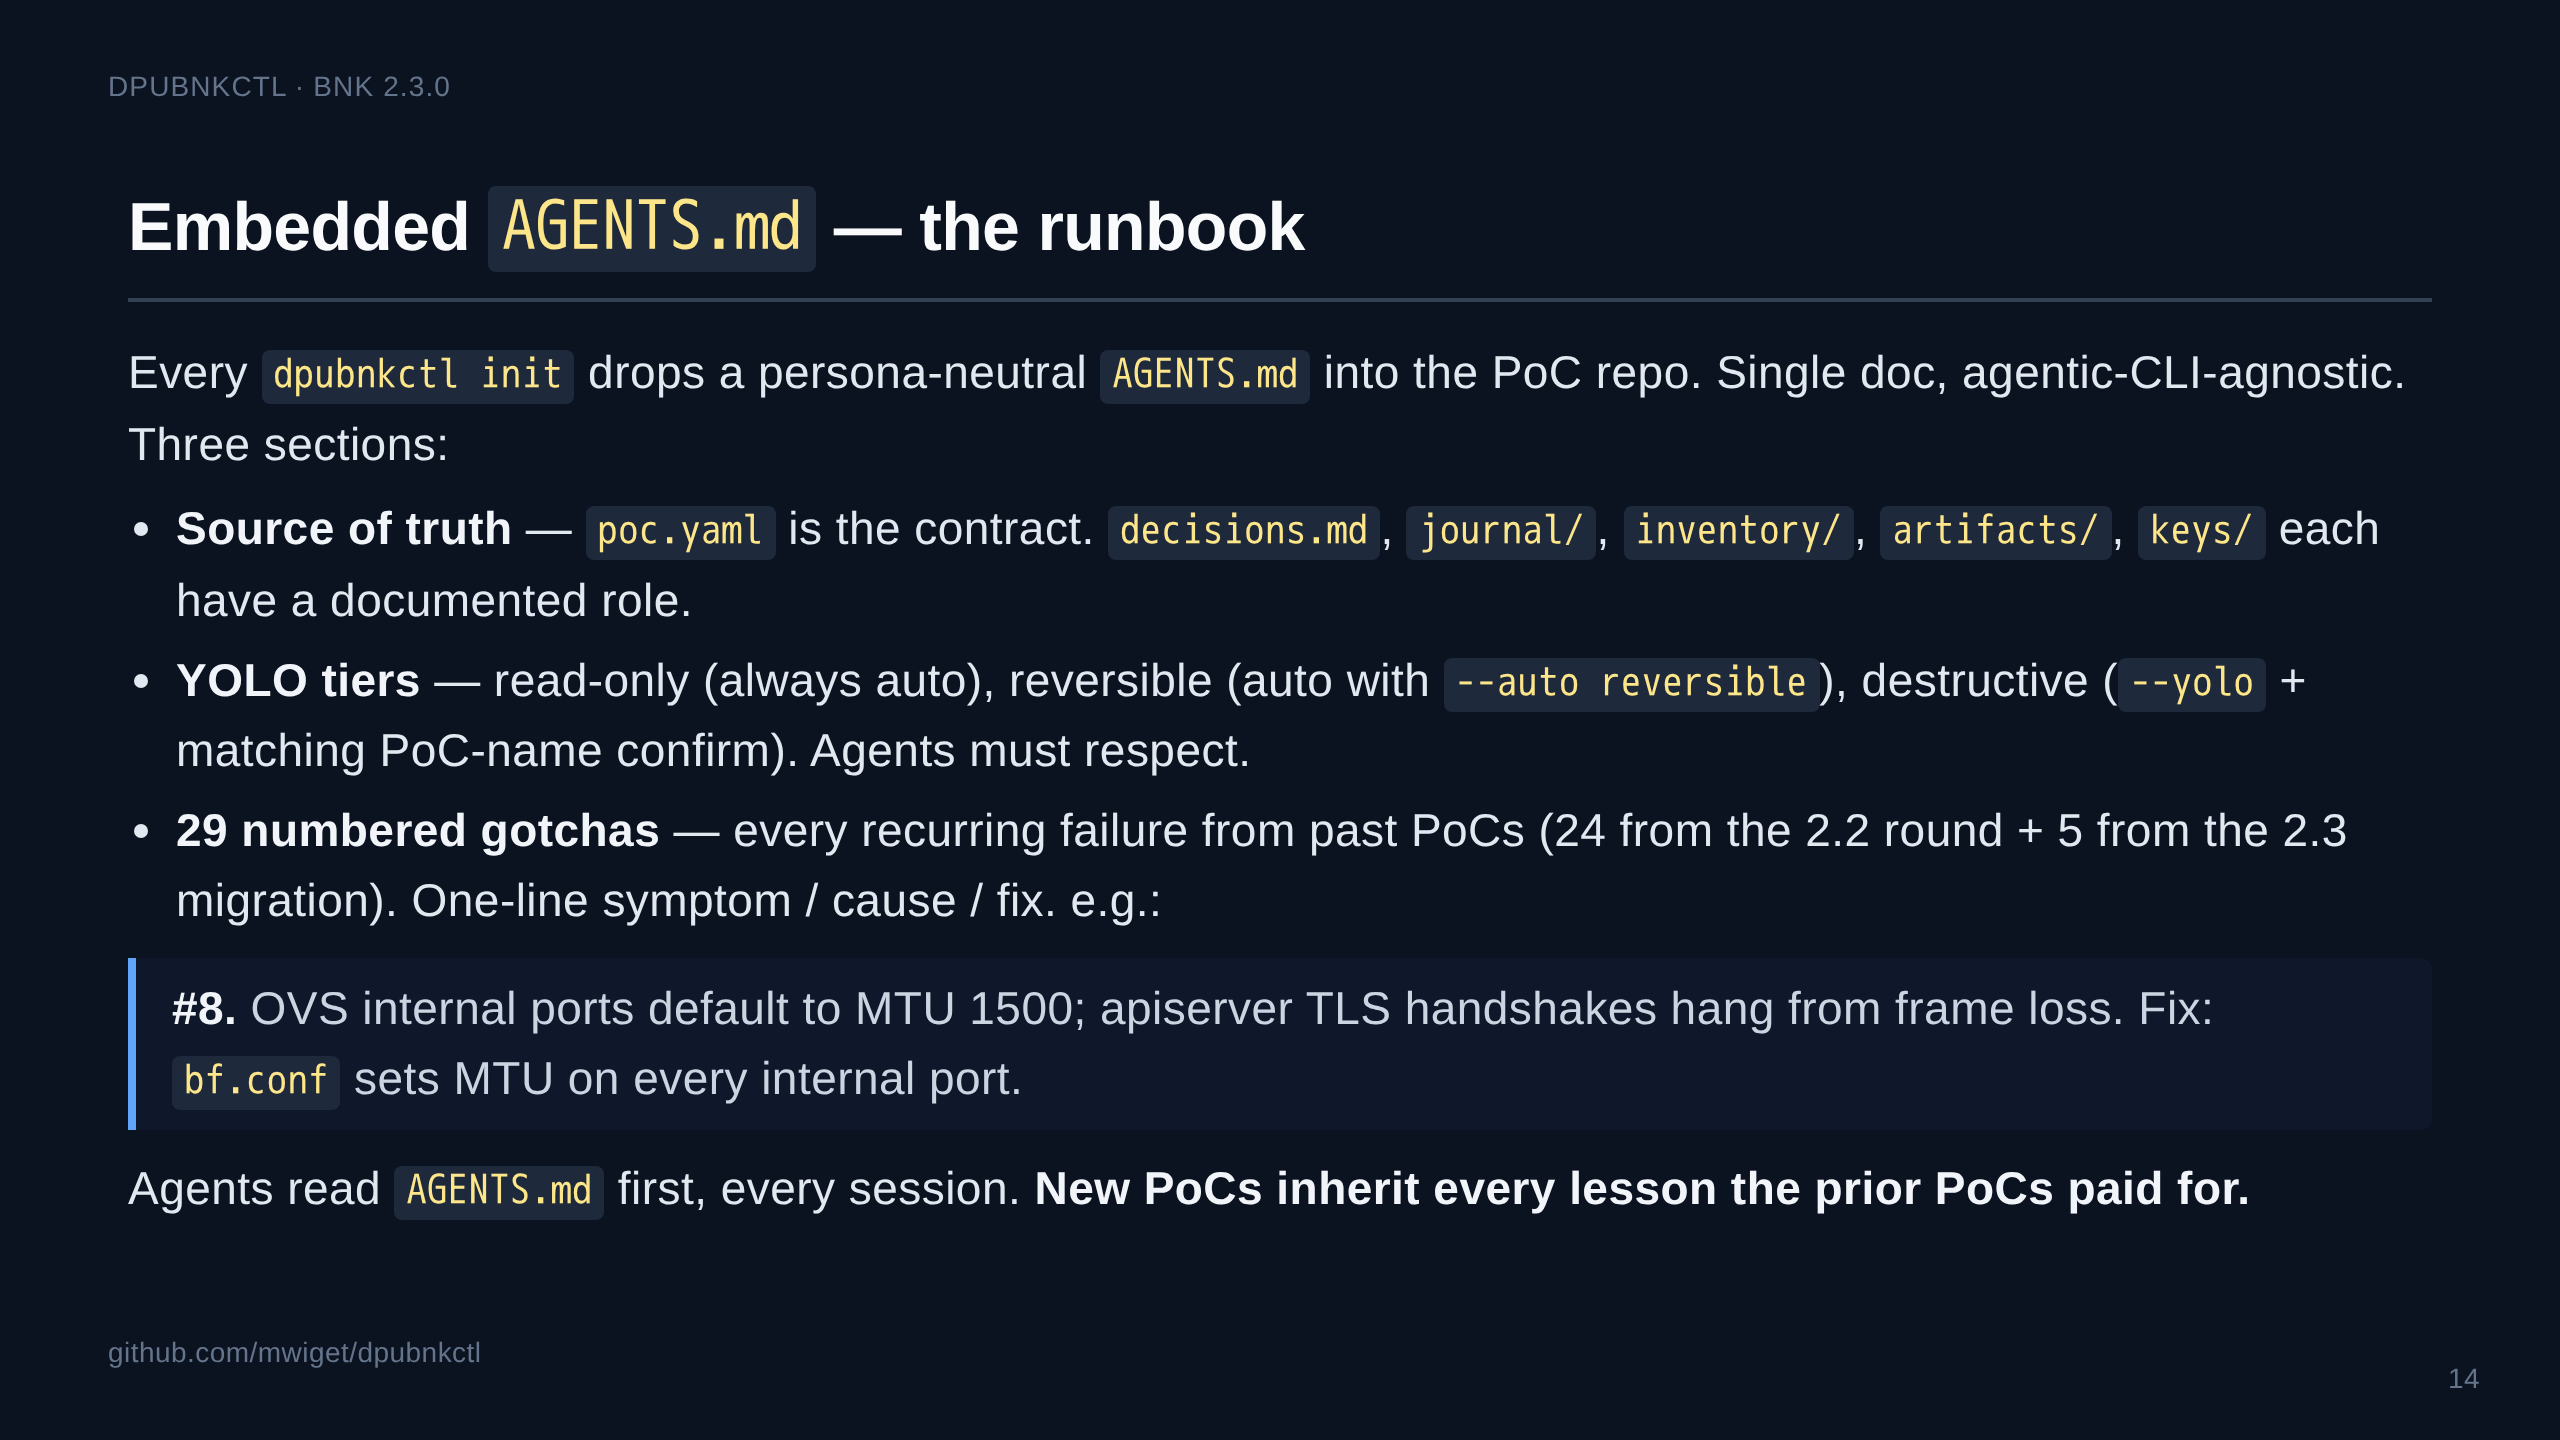 DPUBNKCTL · BNK 2.3.0
Embedded AGENTS.md — the runbook
Every dpubnkctl init drops a persona-neutral AGENTS.md into the PoC repo. Single doc, agentic-CLI-agnostic.
Three sections:
• Source of truth — poc.yaml is the contract. decisions.md, journal/, inventory/, artifacts/, keys/ each
have a documented role.
• YOLO tiers — read-only (always auto), reversible (auto with --auto reversible), destructive (--yolo +
matching PoC-name confirm). Agents must respect.
• 29 numbered gotchas — every recurring failure from past PoCs (24 from the 2.2 round + 5 from the 2.3
migration). One-line symptom / cause / fix. e.g.:
#8. OVS internal ports default to MTU 1500; apiserver TLS handshakes hang from frame loss. Fix:
bf.conf sets MTU on every internal port.
Agents read AGENTS.md first, every session. New PoCs inherit every lesson the prior PoCs paid for.
github.com/mwiget/dpubnkctl
14